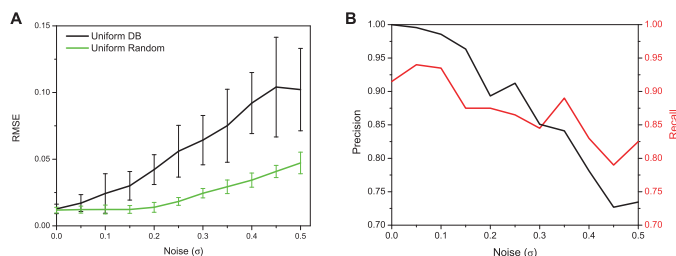 A
Uniform DB
Uniform Random
RMSE
0.15
0.10
0.05
0.00
0.0 0.1 0.2 0.3 0.4 0.5
Noise (σ)
B
Precision
1.00
0.95
0.90
0.85
0.80
0.75
0.70
0.0 0.1 0.2 0.3 0.4 0.5
Noise (σ)
1.00
0.95
0.90
0.85
0.80
0.75
0.70
Recall